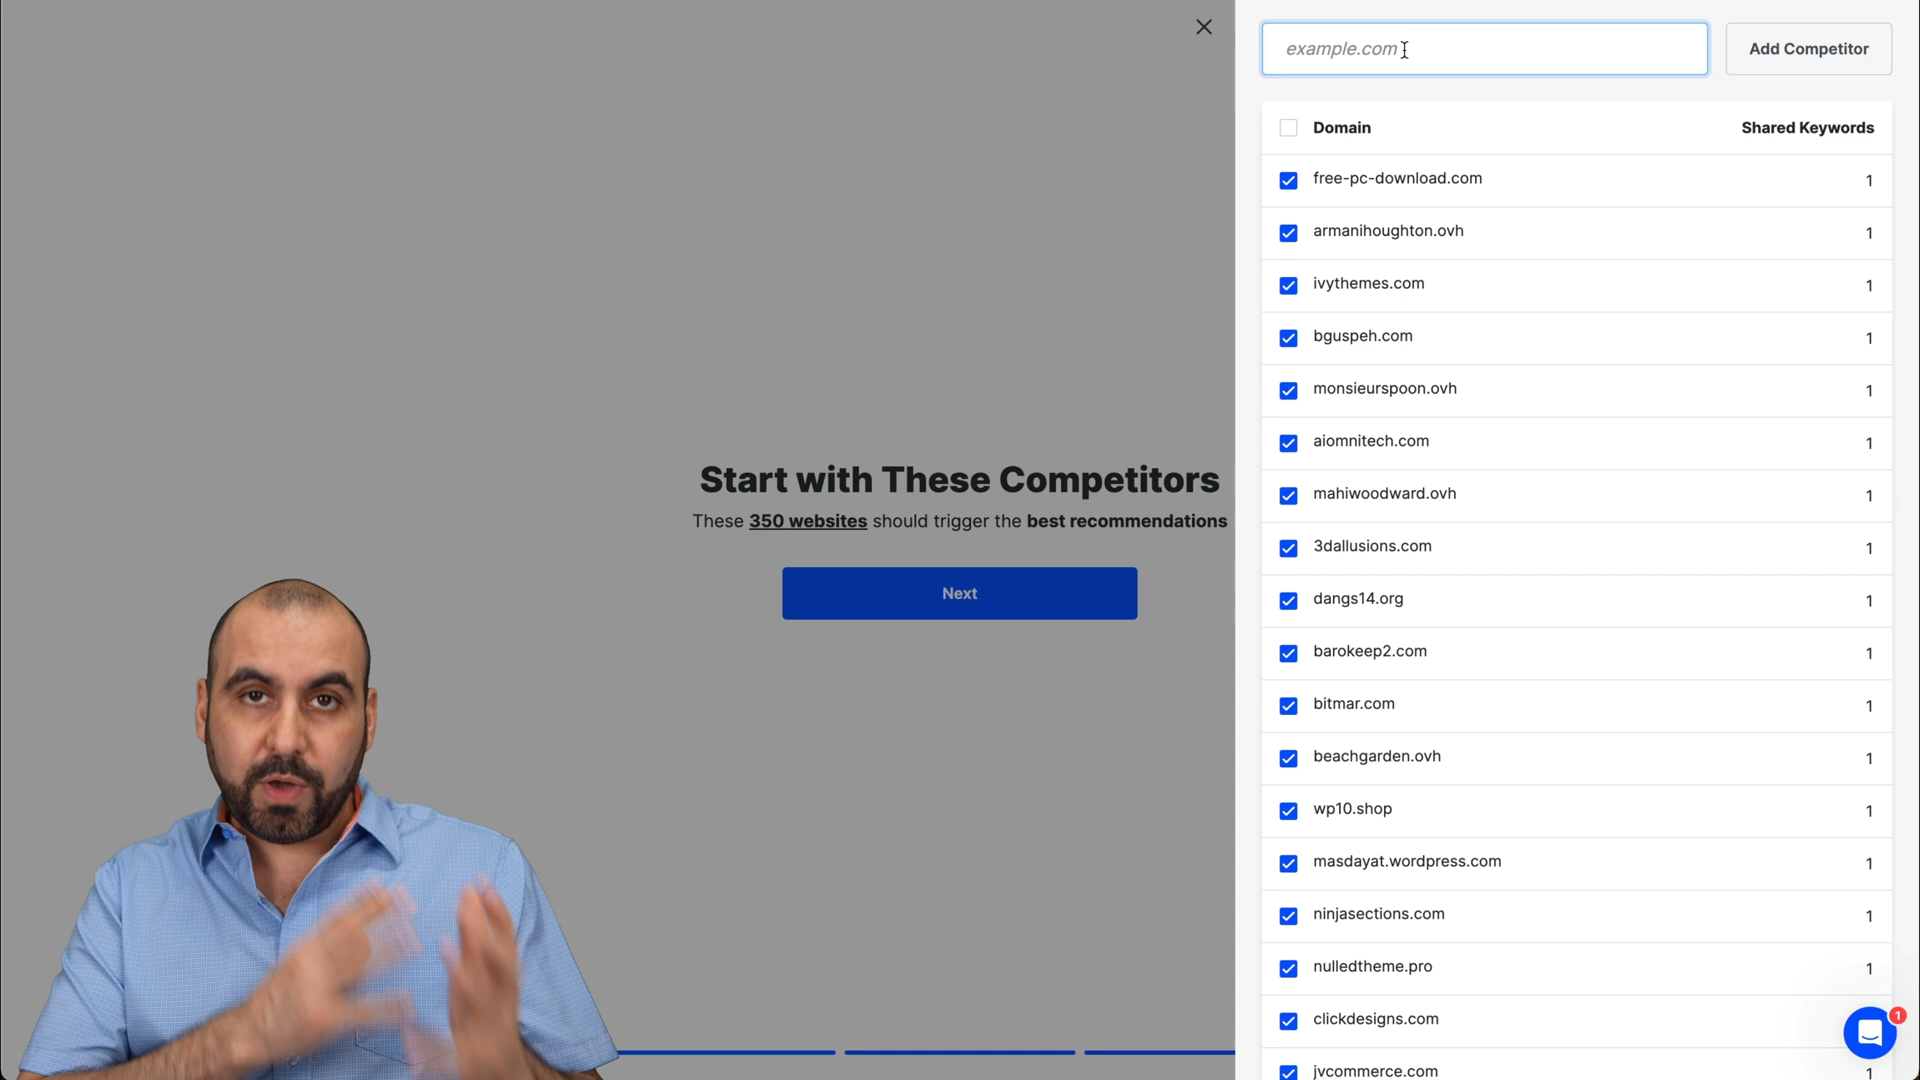 example.com
Add Competitor
Domain
Shared Keywords
free-pc-download.com
1
armanihoughton.ovh
1
ivythemes.com
1
bguspeh.com
1
monsieurspoon.ovh
1
aiomnitech.com
1
mahiwoodward.ovh
1
3dallusions.com
1
dangs14.org
1
barokeep2.com
1
bitmar.com
1
beachgarden.ovh
1
wp10.shop
1
masdayat.wordpress.com
1
ninjasections.com
1
nulledtheme.pro
1
clickdesigns.com
1
jvcommerce.com
1
Start with These Competitors
These 350 websites should trigger the best recommendations
Next